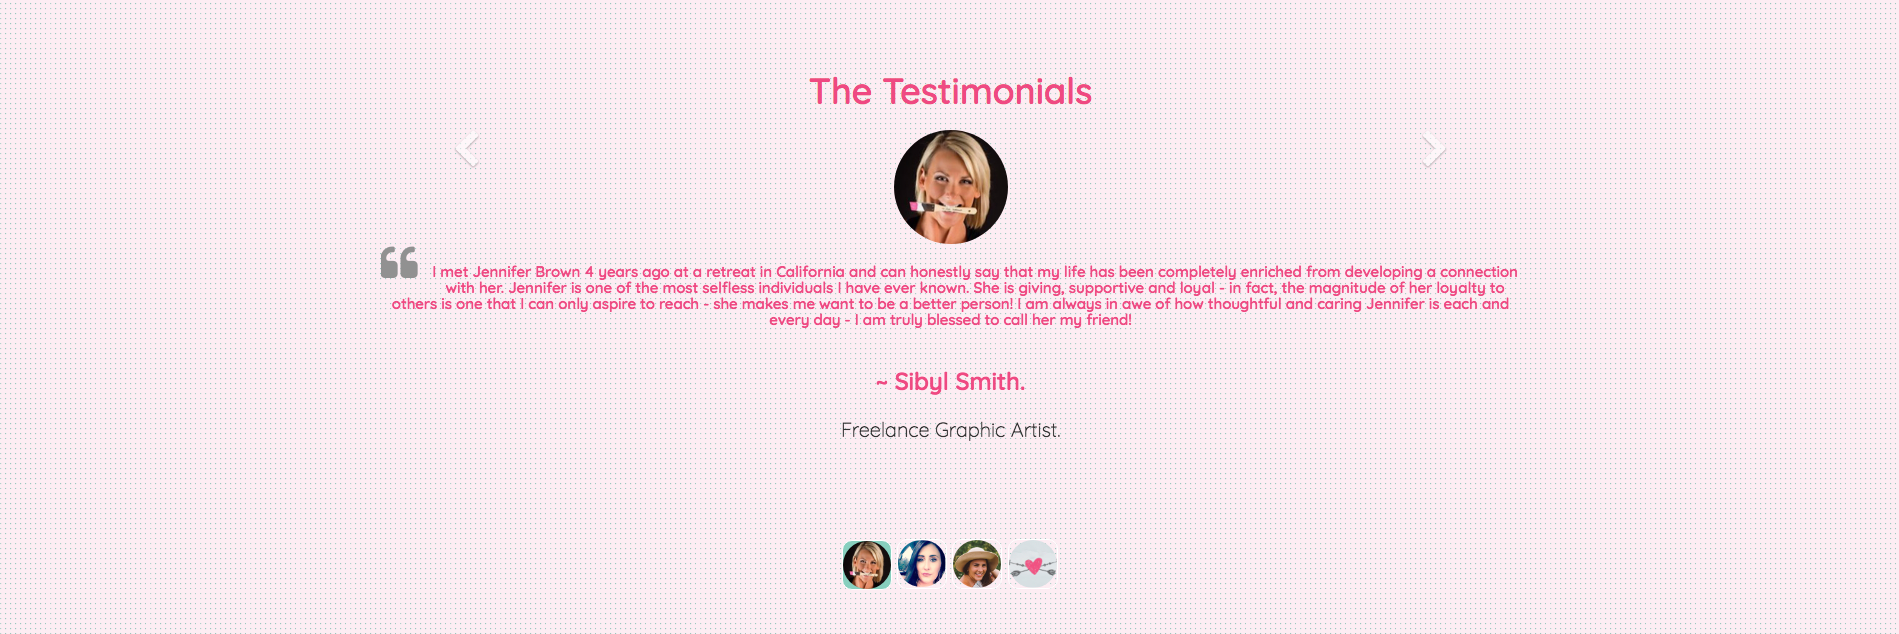 The Testimonials
I met Jennifer Brown 4 years ago at a retreat in California and can honestly say that my life has been completely enriched from developing a connection
with her. Jennifer is one of the most selfless individuals I have ever known. She is giving, supportive and loyal - in fact, the magnitude of her loyalty to
others is one that I can only aspire to reach - she makes me want to be a better person! I am always in awe of how thoughtful and caring Jennifer is each and
every day - I am truly blessed to call her my friend!
~ Sibyl Smith.
Freelance Graphic Artist.